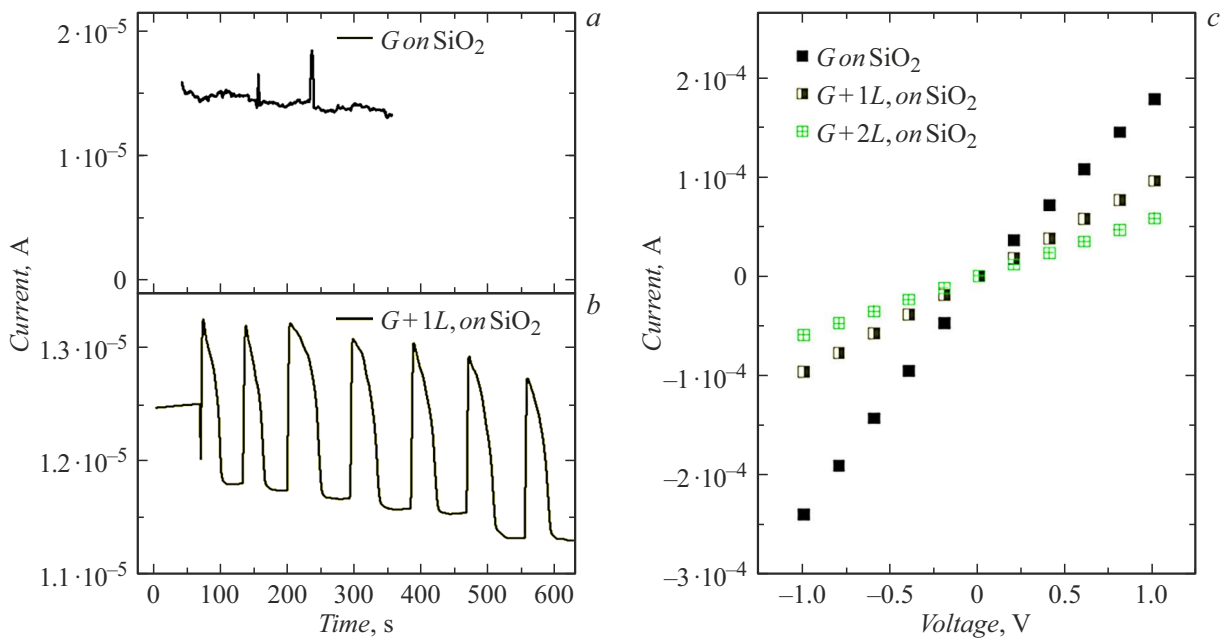 a
2·10⁻⁵
G on SiO₂
1·10⁻⁵
0
b
G+1L, on SiO₂
1.3·10⁻⁵
1.2·10⁻⁵
1.1·10⁻⁵
Current, A
0 100 200 300 400 500 600
Time, s
c
G on SiO₂
G+1L, on SiO₂
G+2L, on SiO₂
2·10⁻⁴
1·10⁻⁴
0
–1·10⁻⁴
–2·10⁻⁴
–3·10⁻⁴
Current, A
–1.0 –0.5 0 0.5 1.0
Voltage, V